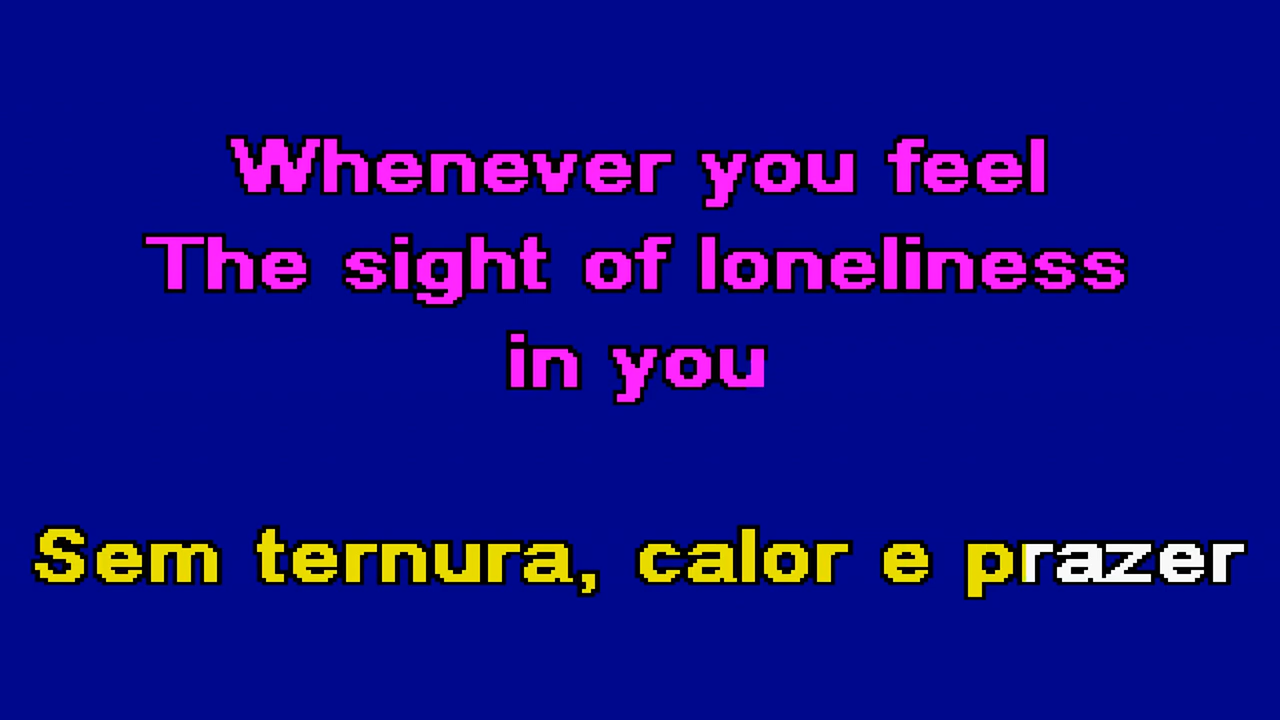 Whenever you feel
The sight of loneliness
in you
Sem ternura, calor e prazer